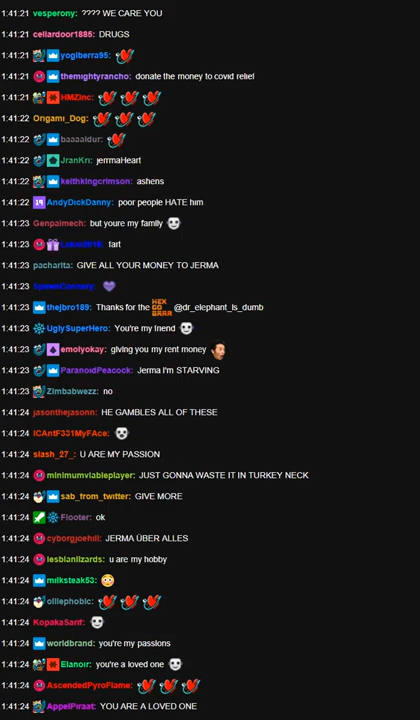 1:41:21 vesperony: ???? WE CARE YOU
1:41:21 cellardoor1885: DRUGS
1:41:21 yogiberra95:
1:41:21 themightyrancho: donate the money to covid relief
1:41:21 HMZinc:
1:41:22 Origami_Dog:
1:41:22 baaaaldur:
1:41:22 JranKri: jerrmaHeart
1:41:22 keithkingcrimson: ashens
1:41:22 19 AndyDickDanny: poor people HATE him
1:41:23 Genpaimech: but youre my family
1:41:23 fart
1:41:23 pacharita: GIVE ALL YOUR MONEY TO JERMA
1:41:23
1:41:23 thejbro189: Thanks for the HEX GO BRRR @dr_elephant_is_dumb
1:41:23 UglySuperHero: You're my friend
1:41:23 emolyokay: giving you my rent money
1:41:23 ParanoidPeacock: Jerma I'm STARVING
1:41:23 Zimbabwezz: no
1:41:24 jasonthejasonn: HE GAMBLES ALL OF THESE
1:41:24 ICAntF331MyFAce:
1:41:24 slash_27_: U ARE MY PASSION
1:41:24 minimumviableplayer: JUST GONNA WASTE IT IN TURKEY NECK
1:41:24 sab_from_twitter: GIVE MORE
1:41:24 Flooter: ok
1:41:24 cyborgjoehill: JERMA ÜBER ALLES
1:41:24 lesbianlizards: u are my hobby
1:41:24 milksteak53:
1:41:24 olliephobic:
1:41:24 KopakaSarif:
1:41:24 worldbrand: you're my passions
1:41:24 Elanoir: you're a loved one
1:41:24 AscendedPyroFlame:
1:41:24 AppelPiraat: YOU ARE A LOVED ONE